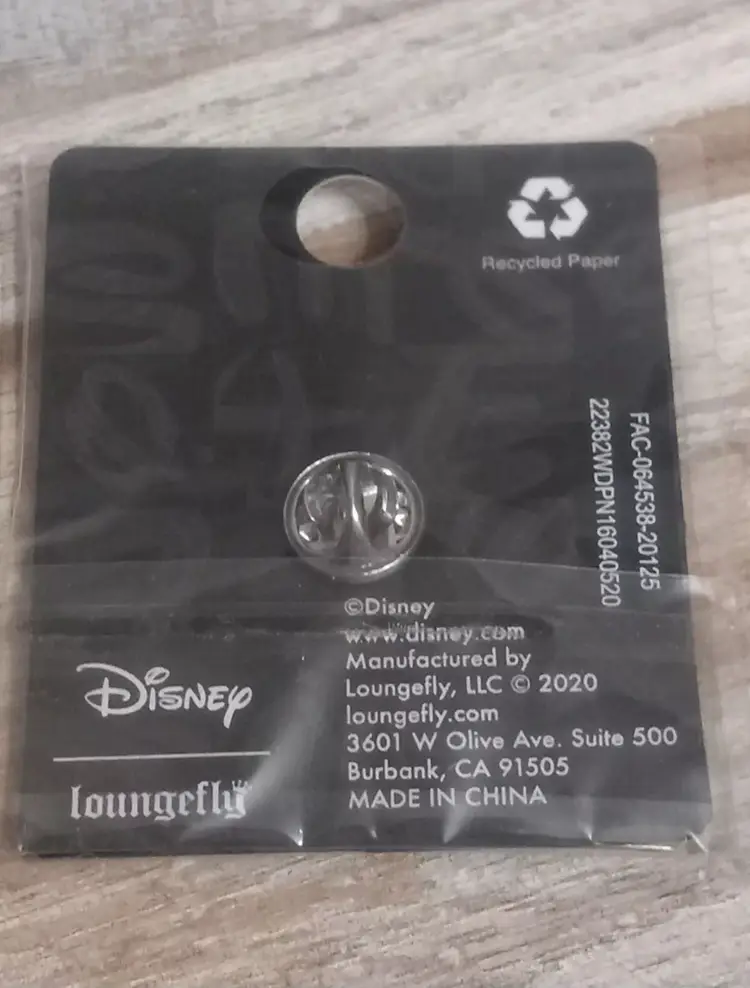 Recycled Paper
FAC-064538-20125
22382WDPN16040520
©Disney
www.disney.com
Manufactured by
Loungefly, LLC © 2020
loungefly.com
3601 W Olive Ave. Suite 500
Burbank, CA 91505
MADE IN CHINA
Disney
loungefly